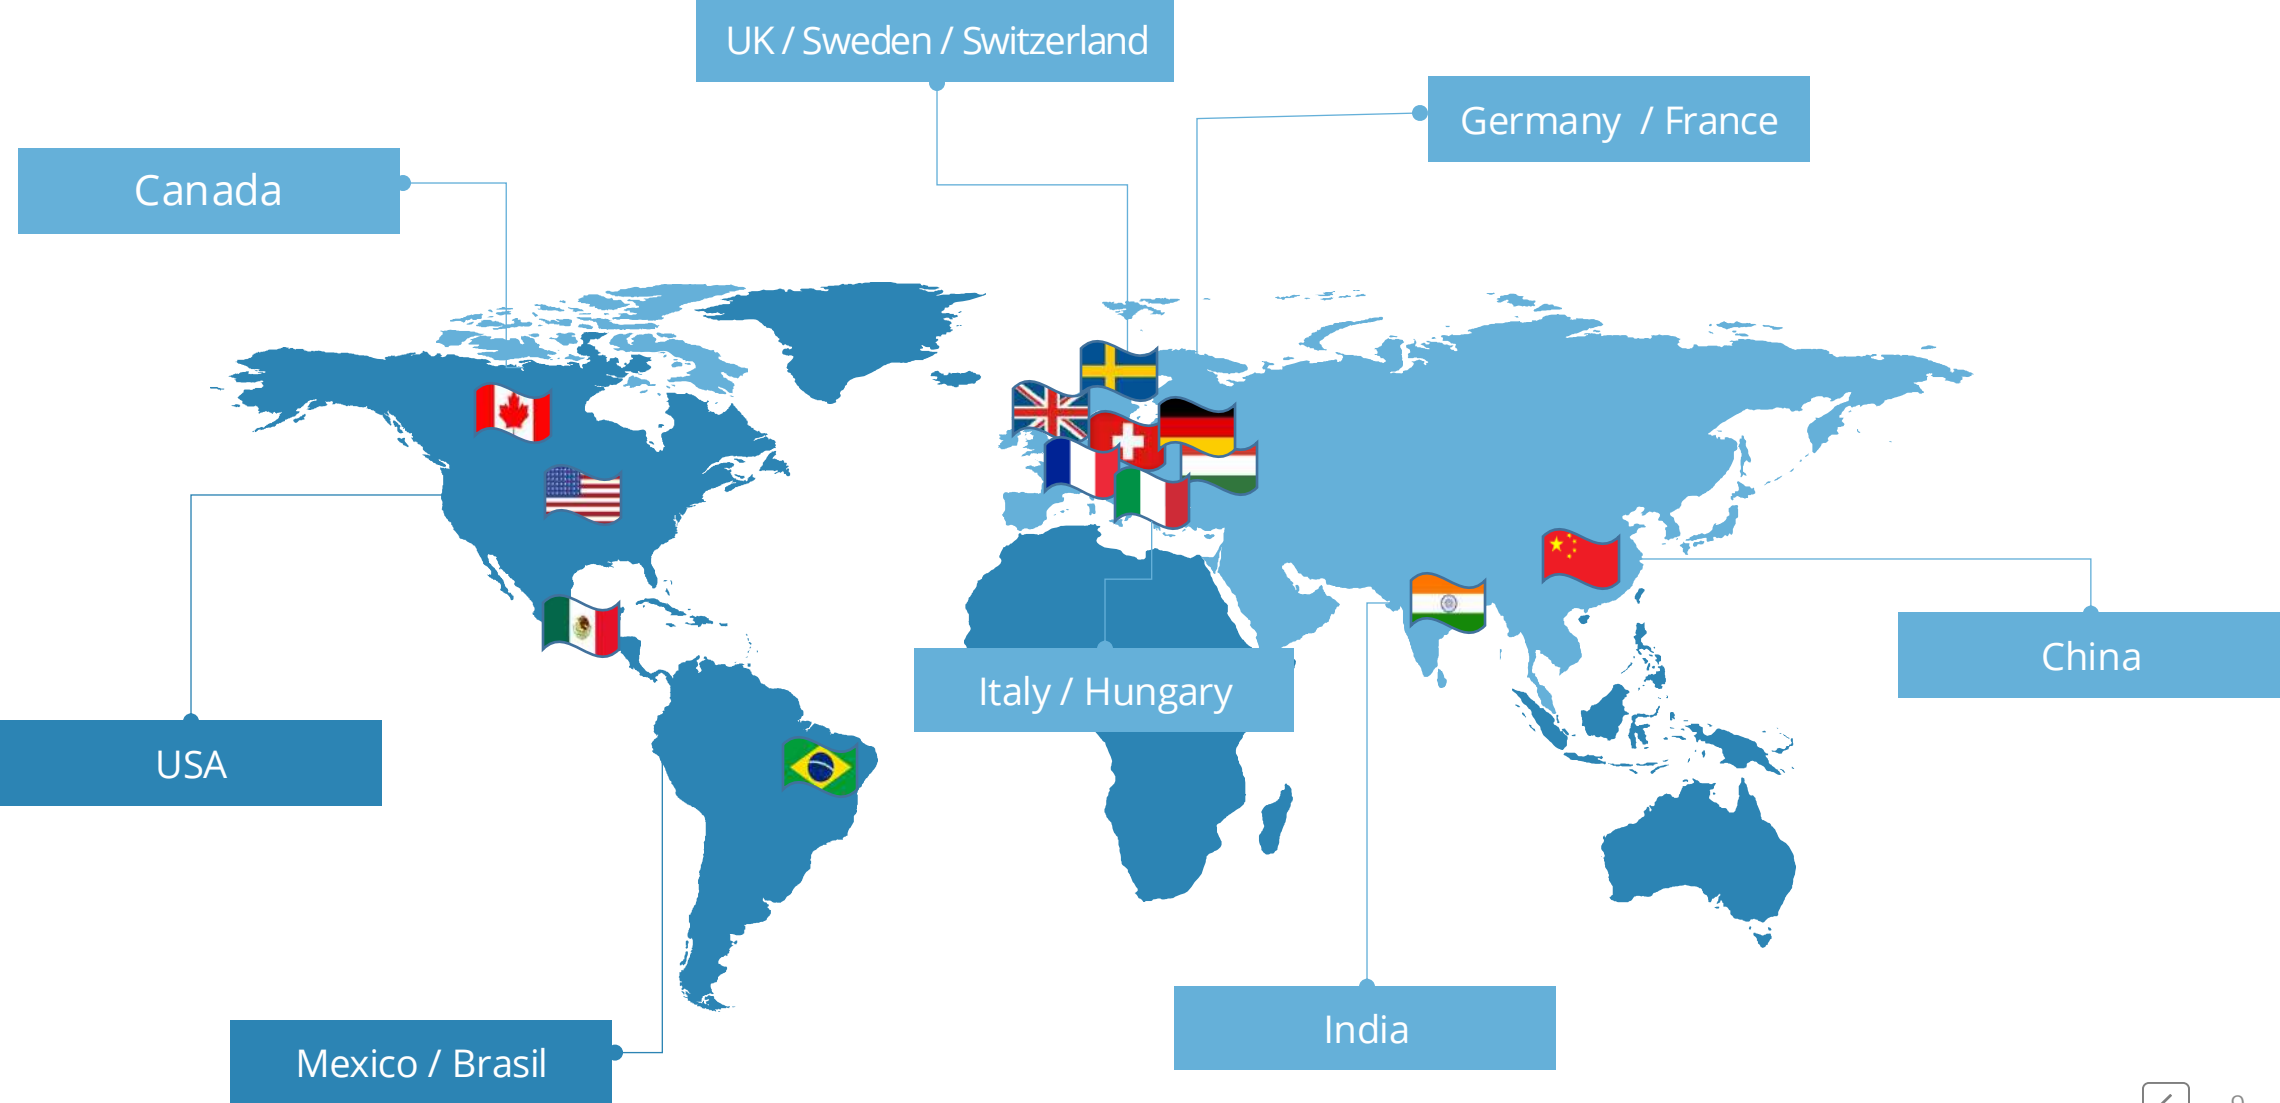 UK / Sweden / Switzerland
Germany / France
Canada
Italy / Hungary
China
USA
India
Mexico / Brasil